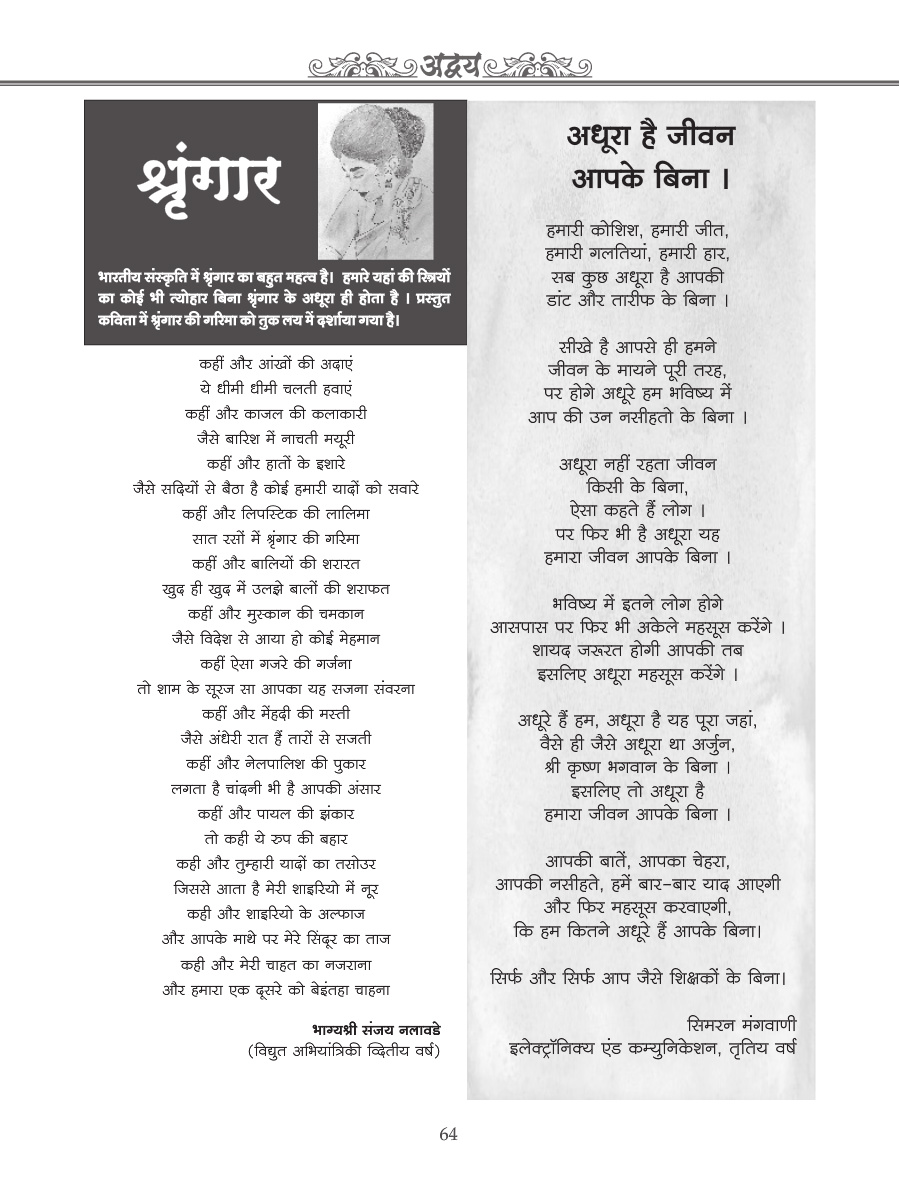 अद्वय
श्रृंगार
भारतीय संस्कृति में श्रृंगार का बहुत महत्व है। हमारे यहां की स्त्रियों
का कोई भी त्योहार बिना श्रृंगार के अधूरा ही होता है । प्रस्तुत
कविता में श्रृंगार की गरिमा को तुक लय में दर्शाया गया है।
कहीं और आंखों की अदाएं
ये धीमी धीमी चलती हवाएं
कहीं और काजल की कलाकारी
जैसे बारिश में नाचती मयूरी
कहीं और हातों के इशारे
जैसे सदियों से बैठा है कोई हमारी यादों को सवारे
कहीं और लिपस्टिक की लालिमा
सात रसों में श्रृंगार की गरिमा
कहीं और बालियों की शरारत
खुद ही खुद में उलझे बालों की शराफत
कहीं और मुस्कान की चमकान
जैसे विदेश से आया हो कोई मेहमान
कहीं ऐसा गजरे की गर्जना
तो शाम के सूरज सा आपका यह सजना संवरना
कहीं और मेंहदी की मस्ती
जैसे अंधेरी रात हैं तारों से सजती
कहीं और नेलपालिश की पुकार
लगता है चांदनी भी है आपकी अंसार
कहीं और पायल की झंकार
तो कही ये रुप की बहार
कही और तुम्हारी यादों का तसोउर
जिससे आता है मेरी शाइरियो में नूर
कही और शाइरियो के अल्फाज
और आपके माथे पर मेरे सिंदूर का ताज
कही और मेरी चाहत का नजराना
और हमारा एक दूसरे को बेइंतहा चाहना
भाग्यश्री संजय नलावडे
(विद्युत अभियांत्रिकी व्दितीय वर्ष)
अधूरा है जीवन
आपके बिना ।
हमारी कोशिश, हमारी जीत,
हमारी गलतियां, हमारी हार,
सब कुछ अधूरा है आपकी
डांट और तारीफ के बिना ।
सीखे है आपसे ही हमने
जीवन के मायने पूरी तरह,
पर होगे अधूरे हम भविष्य में
आप की उन नसीहतो के बिना ।
अधूरा नहीं रहता जीवन
किसी के बिना,
ऐसा कहते हैं लोग ।
पर फिर भी है अधूरा यह
हमारा जीवन आपके बिना ।
भविष्य में इतने लोग होगे
आसपास पर फिर भी अकेले महसूस करेंगे ।
शायद जरूरत होगी आपकी तब
इसलिए अधूरा महसूस करेंगे ।
अधूरे हैं हम, अधूरा है यह पूरा जहां,
वैसे ही जैसे अधूरा था अर्जुन,
श्री कृष्ण भगवान के बिना ।
इसलिए तो अधूरा है
हमारा जीवन आपके बिना ।
आपकी बातें, आपका चेहरा,
आपकी नसीहते, हमें बार-बार याद आएगी
और फिर महसूस करवाएगी,
कि हम कितने अधूरे हैं आपके बिना।
सिर्फ और सिर्फ आप जैसे शिक्षकों के बिना।
सिमरन मंगवाणी
इलेक्ट्रॉनिक्य एंड कम्युनिकेशन, तृतिय वर्ष
64